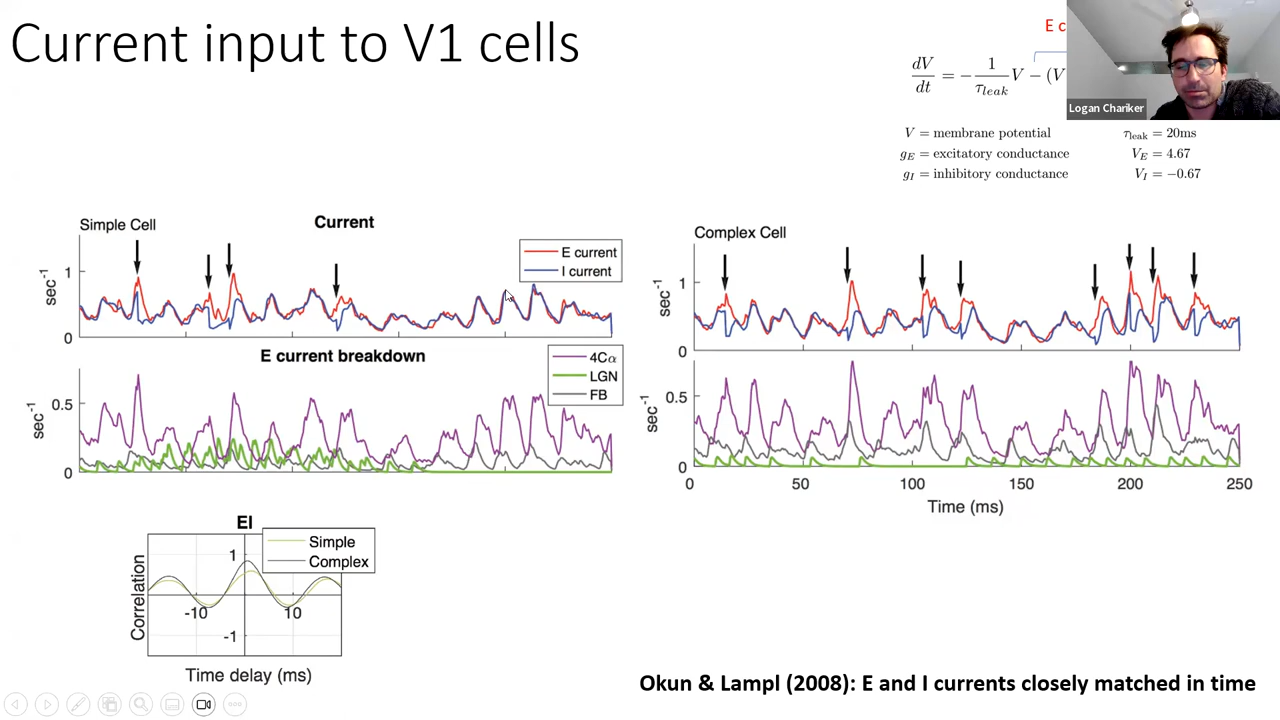 Current input to V1 cells
E c
dV/dt = − 1/τleak V − (V
Logan Chariker
V = membrane potential
τleak = 20ms
gE = excitatory conductance
VE = 4.67
gI = inhibitory conductance
VI = −0.67
Simple Cell
Current
E current
I current
sec-1
1
0
E current breakdown
4Cα
LGN
FB
sec-1
0.5
0
Complex Cell
sec-1
1
0
sec-1
0.5
0
0 50 100 150 200 250
Time (ms)
EI
Simple
Complex
Correlation
1
-10 10
-1
Time delay (ms)
Okun & Lampl (2008): E and I currents closely matched in time